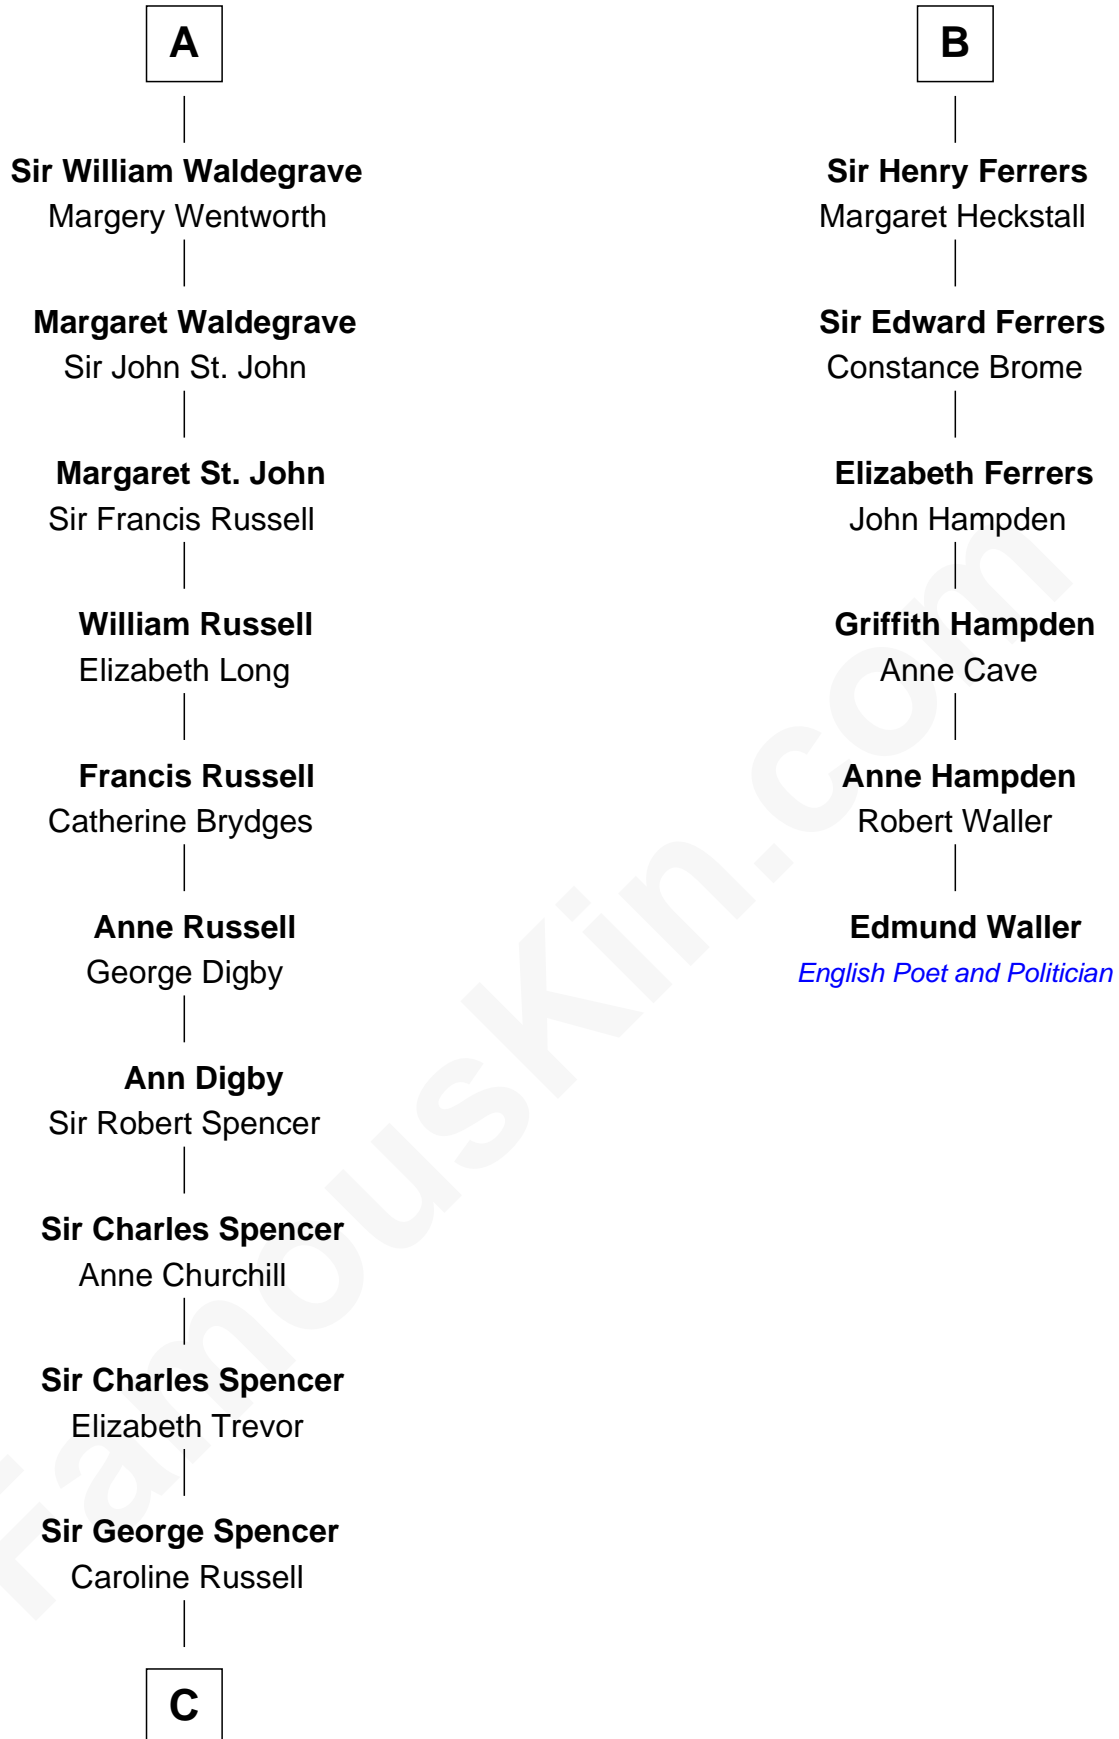 A
Sir William Waldegrave
Margery Wentworth
Margaret Waldegrave
Sir John St. John
Margaret St. John
Sir Francis Russell
William Russell
Elizabeth Long
Francis Russell
Catherine Brydges
Anne Russell
George Digby
Ann Digby
Sir Robert Spencer
Sir Charles Spencer
Anne Churchill
Sir Charles Spencer
Elizabeth Trevor
Sir George Spencer
Caroline Russell
C
B
Sir Henry Ferrers
Margaret Heckstall
Sir Edward Ferrers
Constance Brome
Elizabeth Ferrers
John Hampden
Griffith Hampden
Anne Cave
Anne Hampden
Robert Waller
Edmund Waller
English Poet and Politician
FamousKin.com